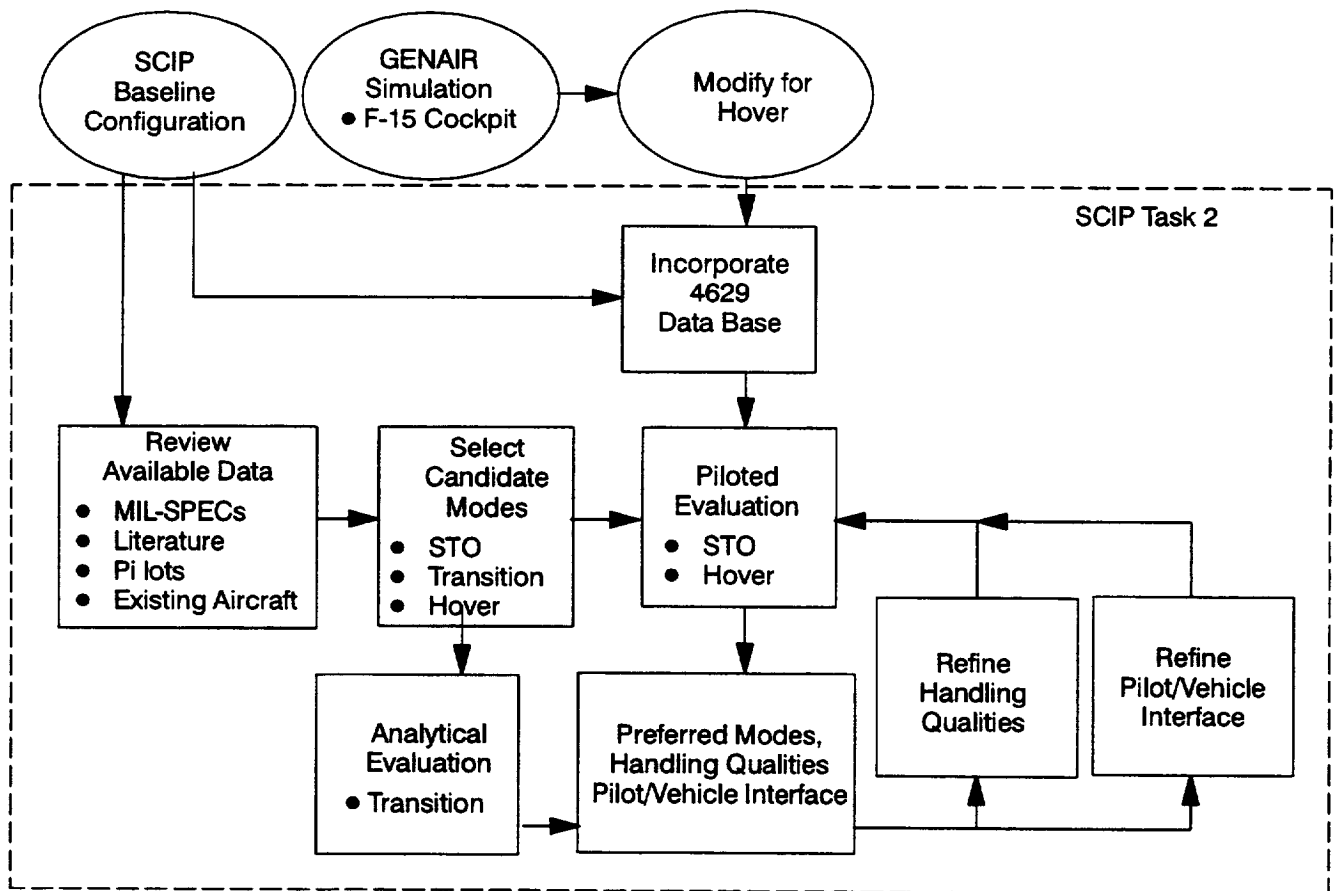 SCIP
Baseline
Configuration
GENAIR
Simulation
● F-15 Cockpit
Modify for
Hover
SCIP Task 2
Incorporate
4629
Data Base
Review
Available Data
● MIL-SPECs
● Literature
● Pi lots
● Existing Aircraft
Select
Candidate
Modes
● STO
● Transition
● Hover
Piloted
Evaluation
● STO
● Hover
Analytical
Evaluation
● Transition
Preferred Modes,
Handling Qualities
Pilot/Vehicle Interface
Refine
Handling
Qualities
Refine
Pilot/Vehicle
Interface